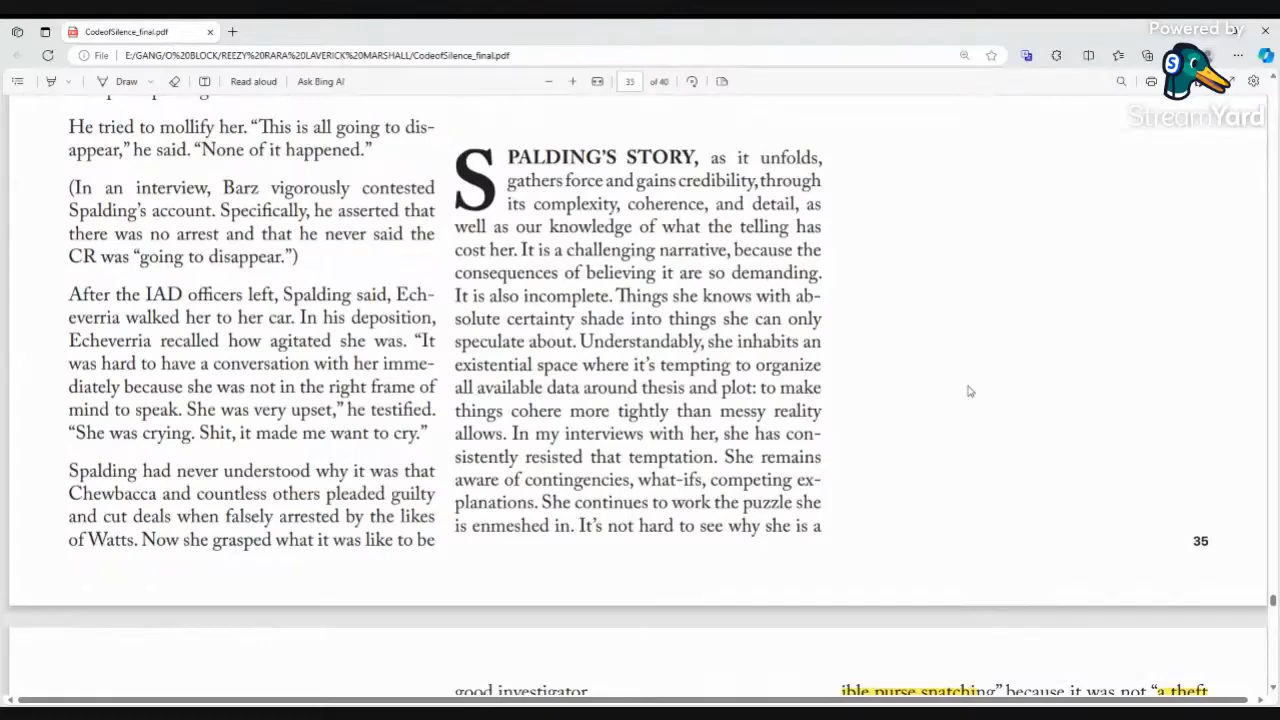 Powered by
CodeofSilence_final.pdf
File
E:/GANG/O%20BLOCK/REEZY%20RARA%20LAVERICK%20MARSHALL/CodeofSilence_final.pdf
Draw
Read aloud
Ask Bing AI
35
of 40
StreamYard
He tried to mollify her. “This is all going to dis-
appear,” he said. “None of it happened.”
(In an interview, Barz vigorously contested
Spalding’s account. Specifically, he asserted that
there was no arrest and that he never said the
CR was “going to disappear.”)
After the IAD officers left, Spalding said, Ech-
everria walked her to her car. In his deposition,
Echeverria recalled how agitated she was. “It
was hard to have a conversation with her imme-
diately because she was not in the right frame of
mind to speak. She was very upset,” he testified.
“She was crying. Shit, it made me want to cry.”
Spalding had never understood why it was that
Chewbacca and countless others pleaded guilty
and cut deals when falsely arrested by the likes
of Watts. Now she grasped what it was like to be
SPALDING’S STORY, as it unfolds,
gathers force and gains credibility, through
its complexity, coherence, and detail, as
well as our knowledge of what the telling has
cost her. It is a challenging narrative, because the
consequences of believing it are so demanding.
It is also incomplete. Things she knows with ab-
solute certainty shade into things she can only
speculate about. Understandably, she inhabits an
existential space where it’s tempting to organize
all available data around thesis and plot: to make
things cohere more tightly than messy reality
allows. In my interviews with her, she has con-
sistently resisted that temptation. She remains
aware of contingencies, what-ifs, competing ex-
planations. She continues to work the puzzle she
is enmeshed in. It’s not hard to see why she is a
35
good investigator
ible purse snatching” because it was not “a theft